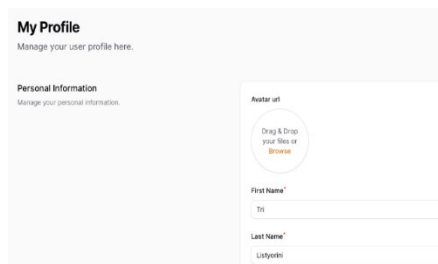 My Profile
Manage your user profile here.
Personal Information
Manage your personal information.
Avatar url
Drag & Drop
your files or
Browse
First Name*
Tri
Last Name*
Listyorini